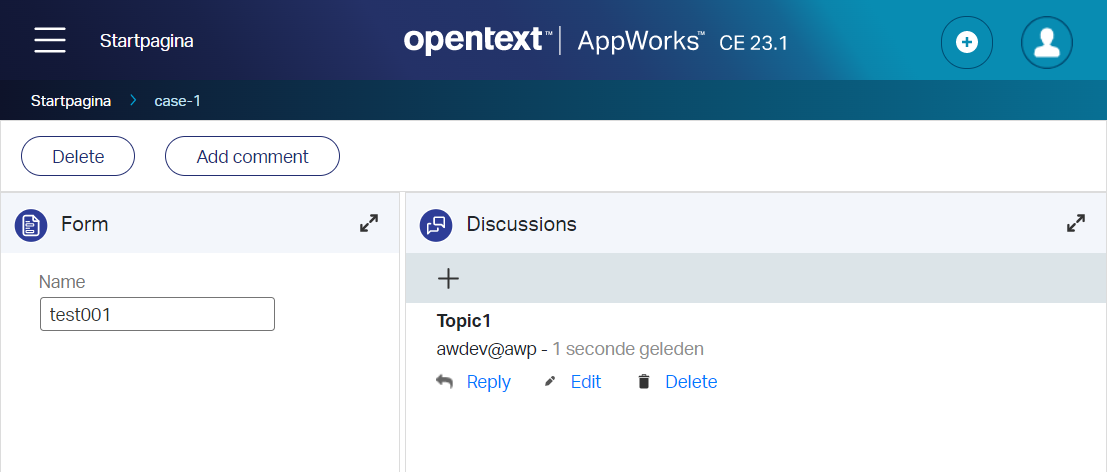 Startpagina
opentext™ | AppWorks™ CE 23.1
Startpagina > case-1
Delete
Add comment
Form
Name
test001
Discussions
Topic1
awdev@awp - 1 seconde geleden
Reply
Edit
Delete